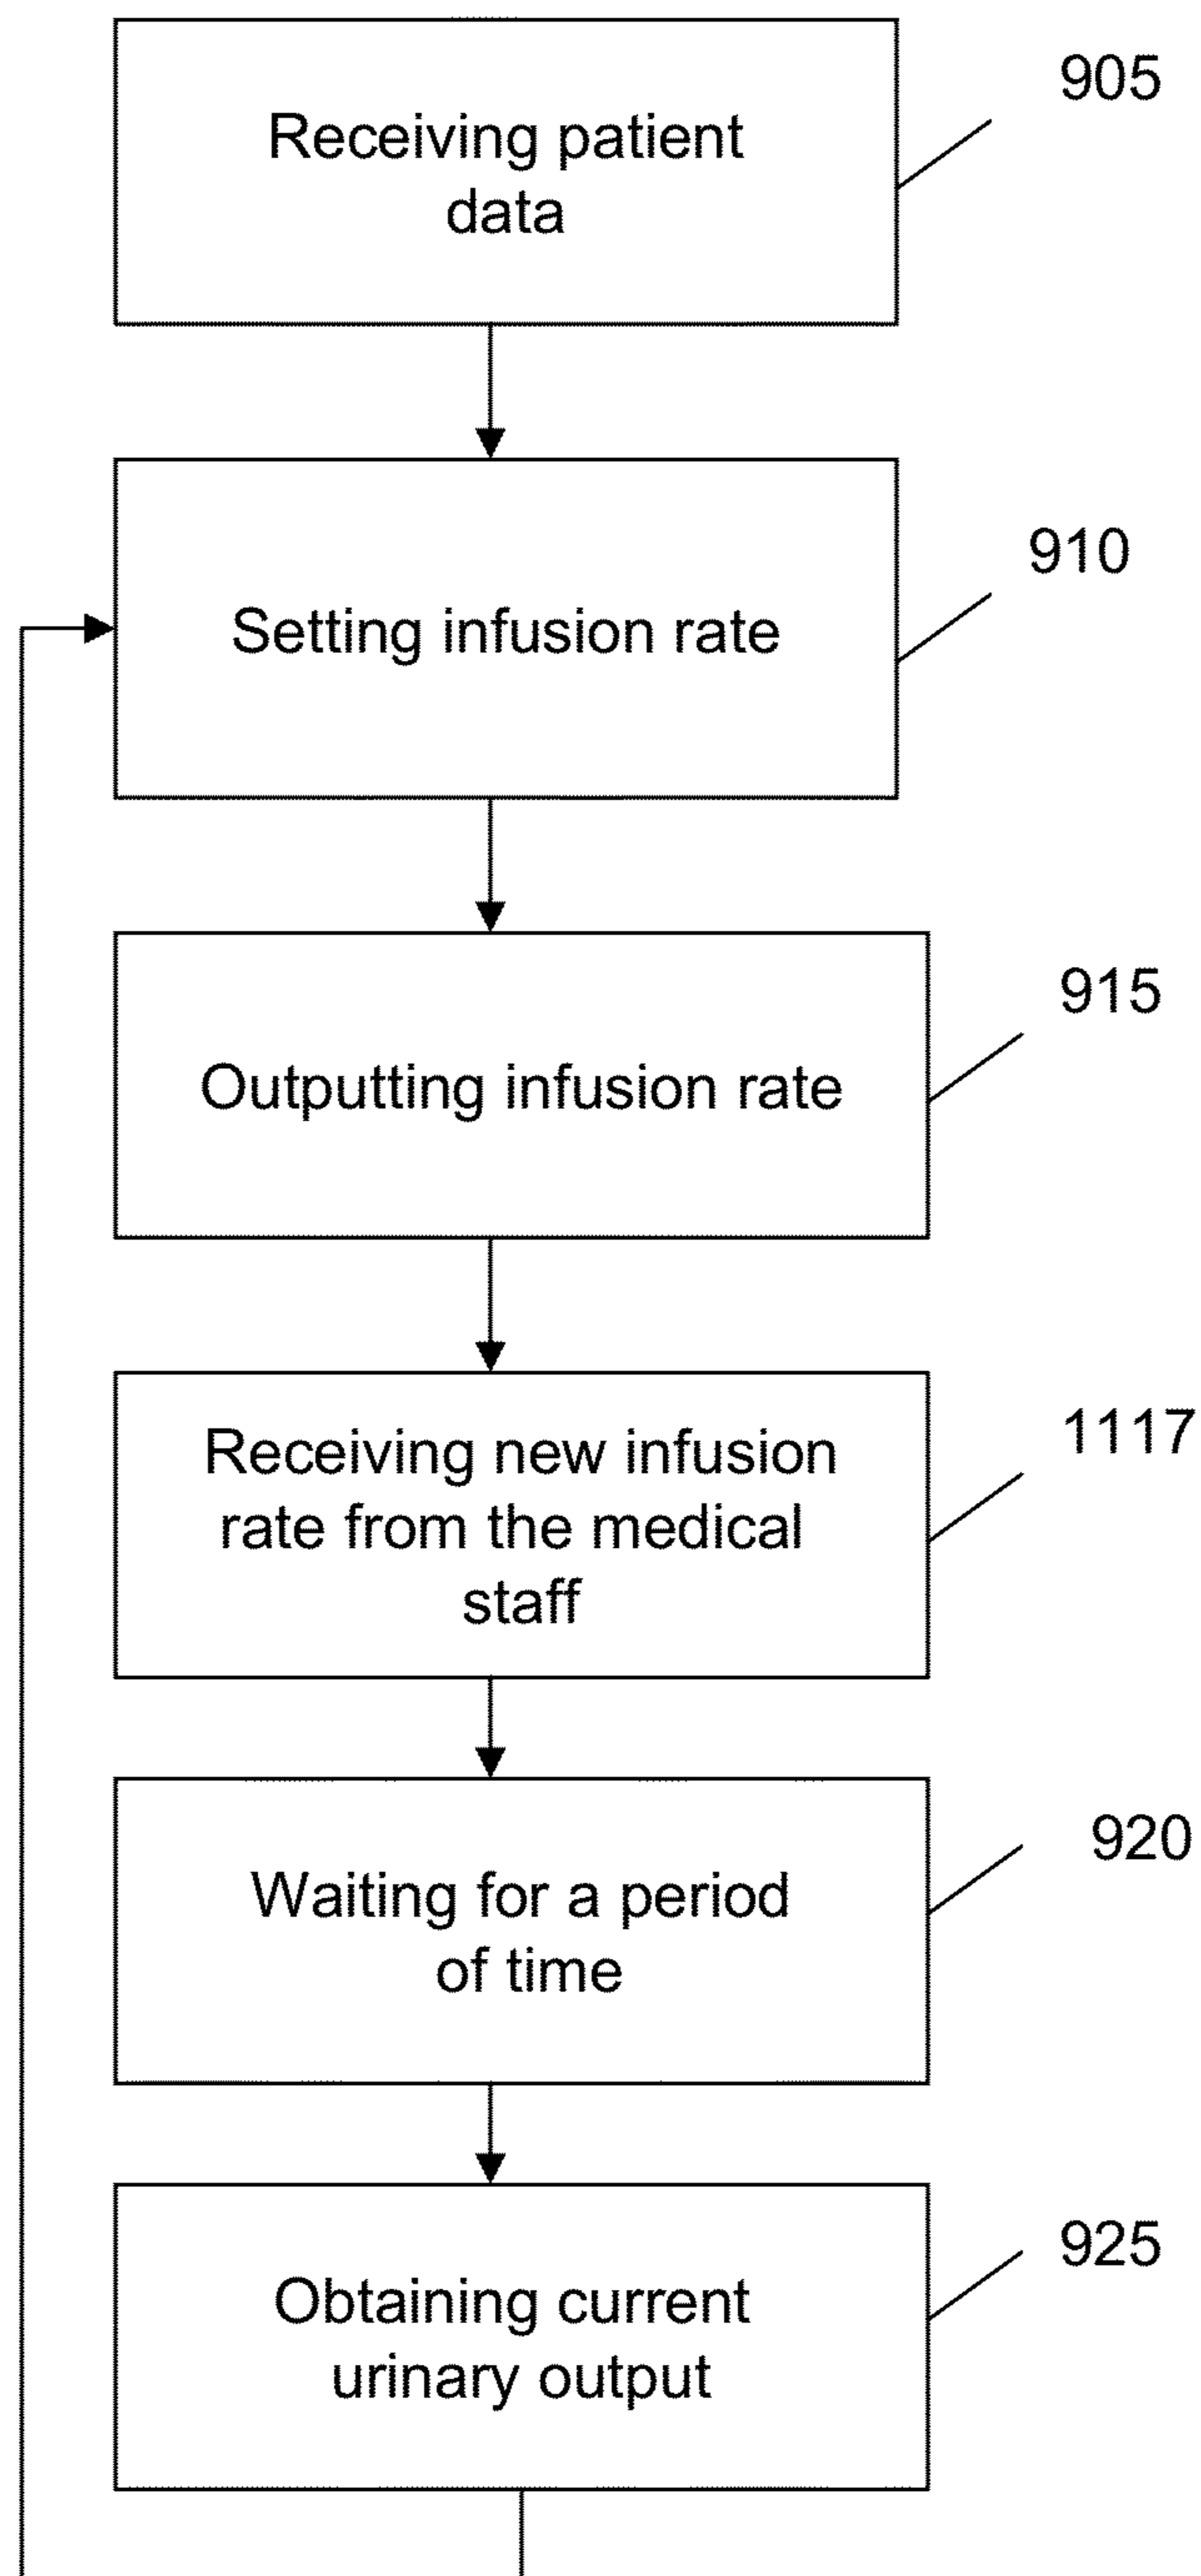 Receiving patient
data
905
Setting infusion rate
910
Outputting infusion rate
915
Receiving new infusion
rate from the medical
staff
1117
Waiting for a period
of time
920
Obtaining current
urinary output
925